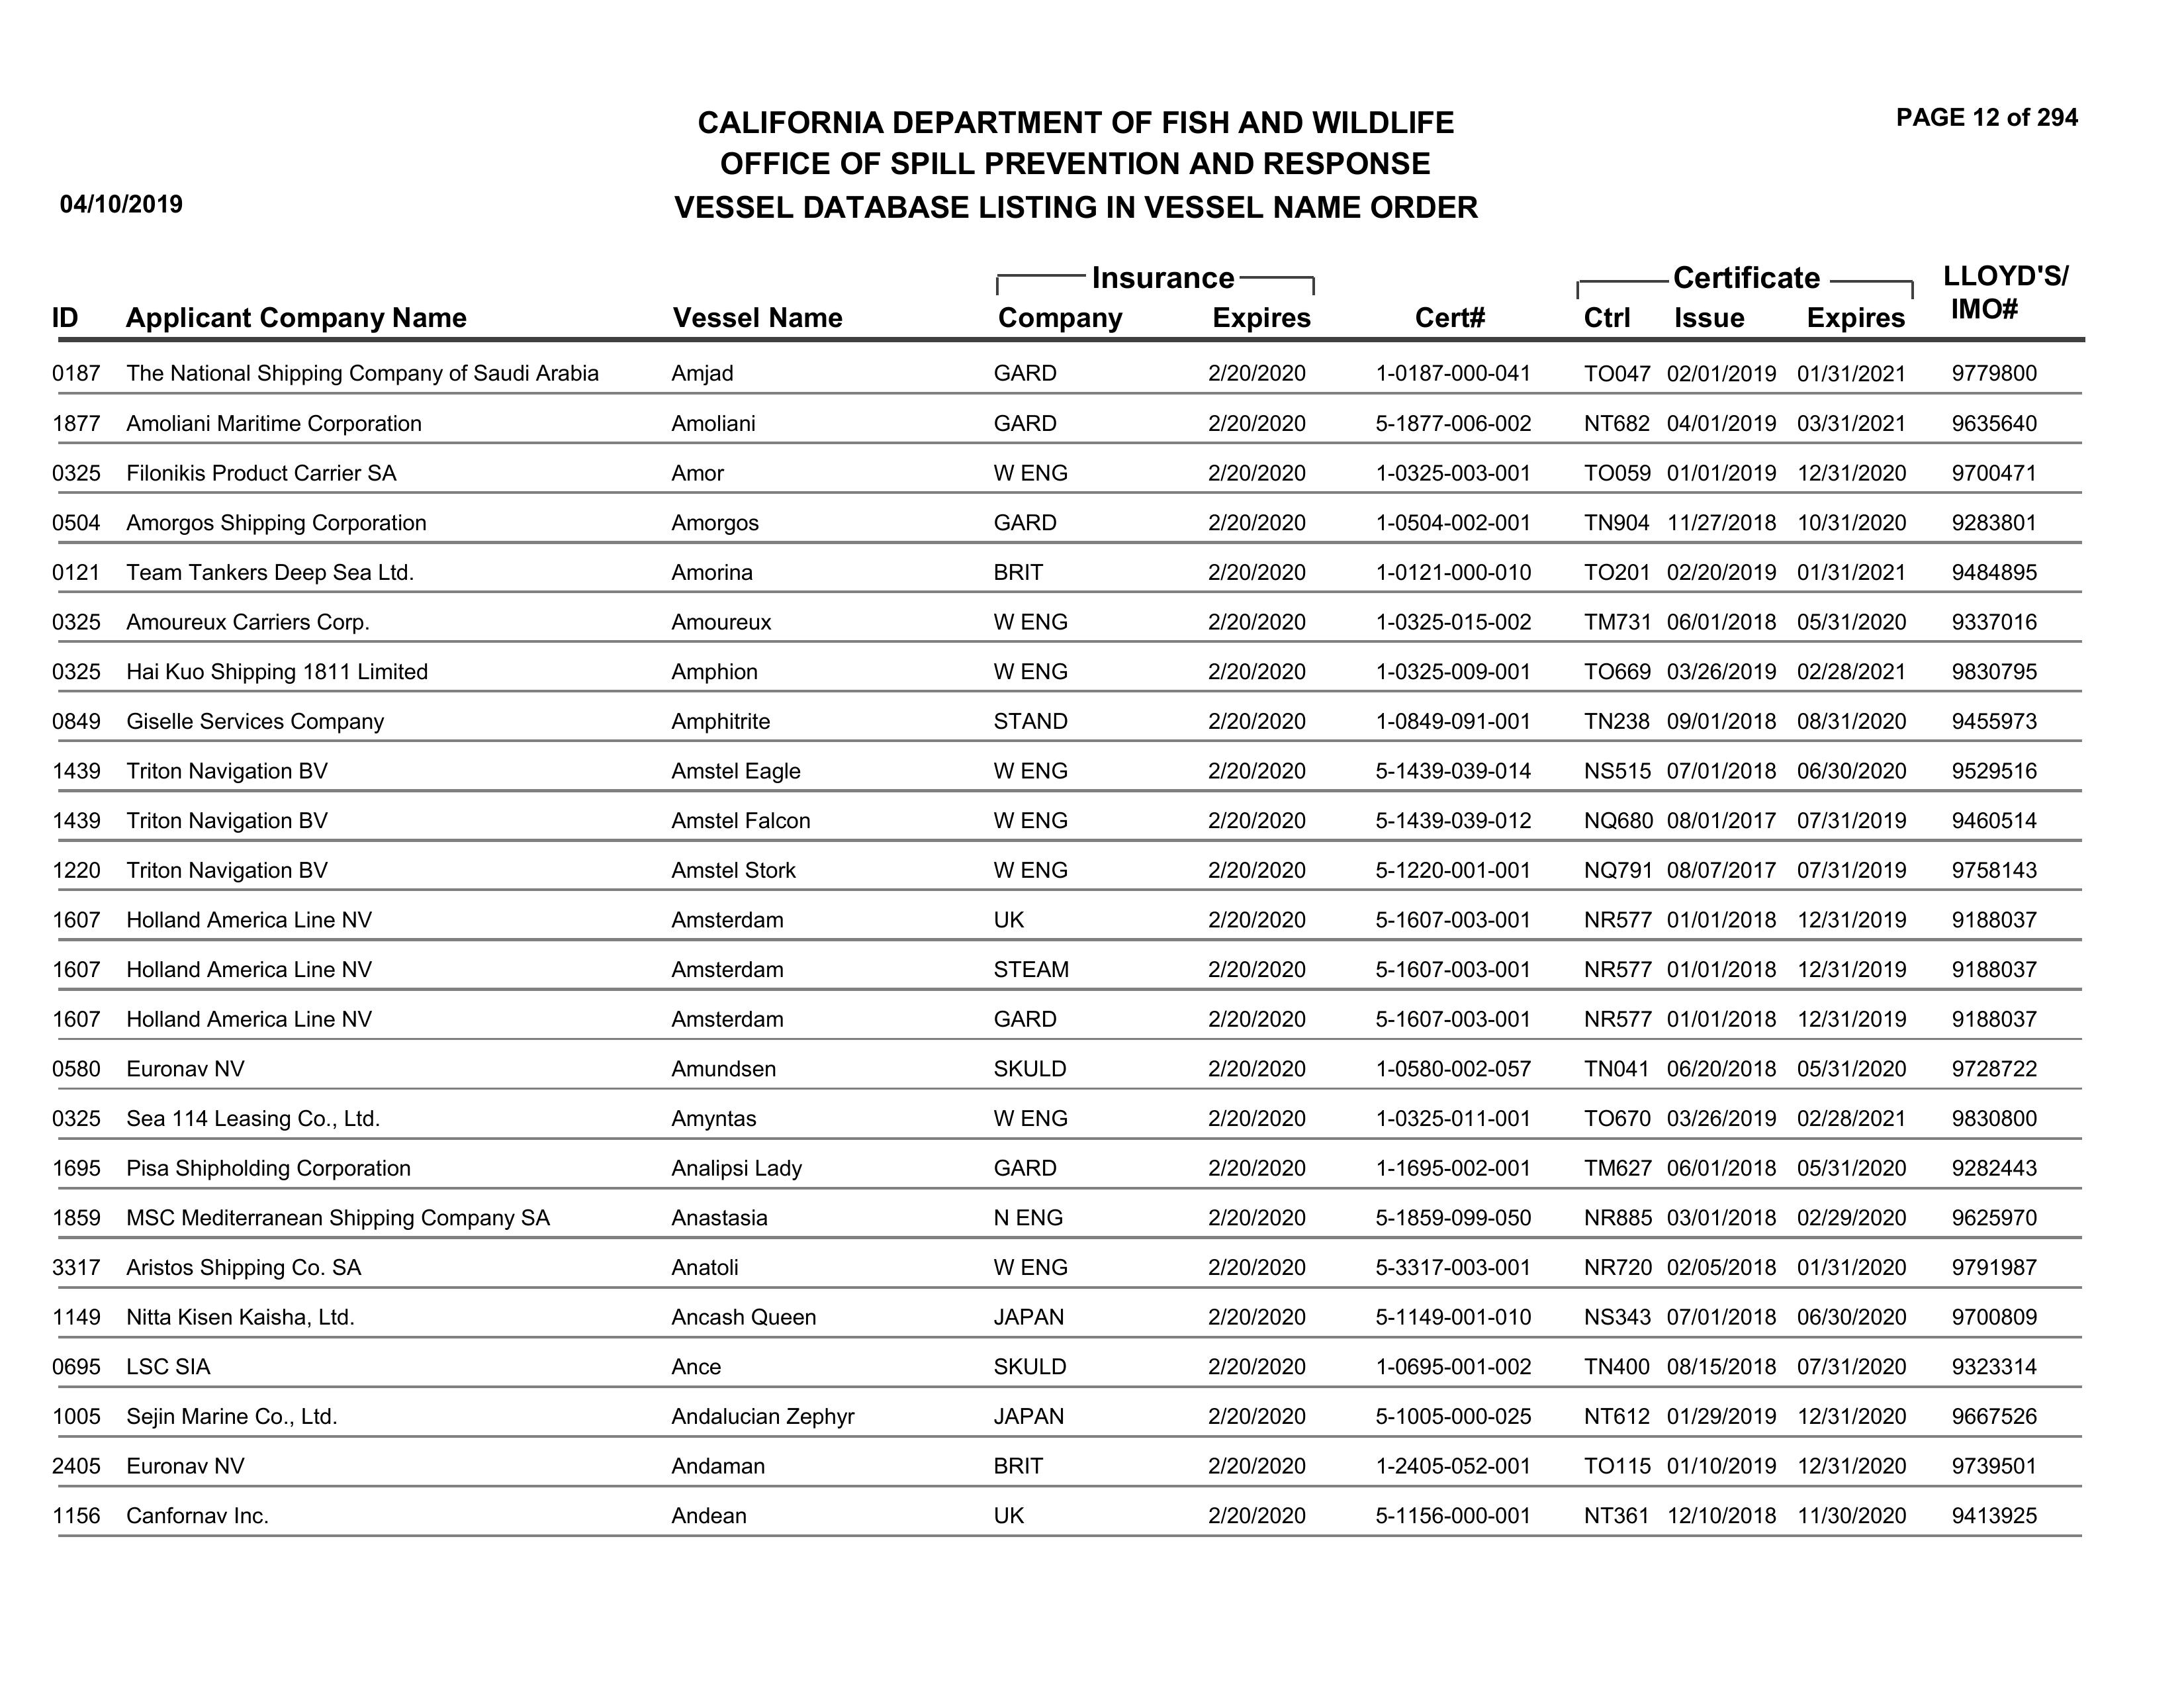 PAGE 12 of 294
CALIFORNIA DEPARTMENT OF FISH AND WILDLIFE
OFFICE OF SPILL PREVENTION AND RESPONSE
04/10/2019 VESSEL DATABASE LISTING IN VESSEL NAME ORDER
Insurance Certificate LLOYD'S/
ID Applicant Company Name Vessel Name Company Expires Cert# Ctrl Issue Expires IMO#
0187 The National Shipping Company of Saudi Arabia Amjad GARD 2/20/2020 1-0187-000-041 TO047 02/01/2019 01/31/2021 9779800
1877 Amoliani Maritime Corporation Amoliani GARD 2/20/2020 5-1877-006-002 NT682 04/01/2019 03/31/2021 9635640
0325 Filonikis Product Carrier SA Amor W ENG 2/20/2020 1-0325-003-001 TO059 01/01/2019 12/31/2020 9700471
0504 Amorgos Shipping Corporation Amorgos GARD 2/20/2020 1-0504-002-001 TN904 11/27/2018 10/31/2020 9283801
0121 Team Tankers Deep Sea Ltd. Amorina BRIT 2/20/2020 1-0121-000-010 TO201 02/20/2019 01/31/2021 9484895
0325 Amoureux Carriers Corp. Amoureux W ENG 2/20/2020 1-0325-015-002 TM731 06/01/2018 05/31/2020 9337016
0325 Hai Kuo Shipping 1811 Limited Amphion W ENG 2/20/2020 1-0325-009-001 TO669 03/26/2019 02/28/2021 9830795
0849 Giselle Services Company Amphitrite STAND 2/20/2020 1-0849-091-001 TN238 09/01/2018 08/31/2020 9455973
1439 Triton Navigation BV Amstel Eagle W ENG 2/20/2020 5-1439-039-014 NS515 07/01/2018 06/30/2020 9529516
1439 Triton Navigation BV Amstel Falcon W ENG 2/20/2020 5-1439-039-012 NQ680 08/01/2017 07/31/2019 9460514
1220 Triton Navigation BV Amstel Stork W ENG 2/20/2020 5-1220-001-001 NQ791 08/07/2017 07/31/2019 9758143
1607 Holland America Line NV Amsterdam UK 2/20/2020 5-1607-003-001 NR577 01/01/2018 12/31/2019 9188037
1607 Holland America Line NV Amsterdam STEAM 2/20/2020 5-1607-003-001 NR577 01/01/2018 12/31/2019 9188037
1607 Holland America Line NV Amsterdam GARD 2/20/2020 5-1607-003-001 NR577 01/01/2018 12/31/2019 9188037
0580 Euronav NV Amundsen SKULD 2/20/2020 1-0580-002-057 TN041 06/20/2018 05/31/2020 9728722
0325 Sea 114 Leasing Co., Ltd. Amyntas W ENG 2/20/2020 1-0325-011-001 TO670 03/26/2019 02/28/2021 9830800
1695 Pisa Shipholding Corporation Analipsi Lady GARD 2/20/2020 1-1695-002-001 TM627 06/01/2018 05/31/2020 9282443
1859 MSC Mediterranean Shipping Company SA Anastasia N ENG 2/20/2020 5-1859-099-050 NR885 03/01/2018 02/29/2020 9625970
3317 Aristos Shipping Co. SA Anatoli W ENG 2/20/2020 5-3317-003-001 NR720 02/05/2018 01/31/2020 9791987
1149 Nitta Kisen Kaisha, Ltd. Ancash Queen JAPAN 2/20/2020 5-1149-001-010 NS343 07/01/2018 06/30/2020 9700809
0695 LSC SIA Ance SKULD 2/20/2020 1-0695-001-002 TN400 08/15/2018 07/31/2020 9323314
1005 Sejin Marine Co., Ltd. Andalucian Zephyr JAPAN 2/20/2020 5-1005-000-025 NT612 01/29/2019 12/31/2020 9667526
2405 Euronav NV Andaman BRIT 2/20/2020 1-2405-052-001 TO115 01/10/2019 12/31/2020 9739501
1156 Canfornav Inc. Andean UK 2/20/2020 5-1156-000-001 NT361 12/10/2018 11/30/2020 9413925